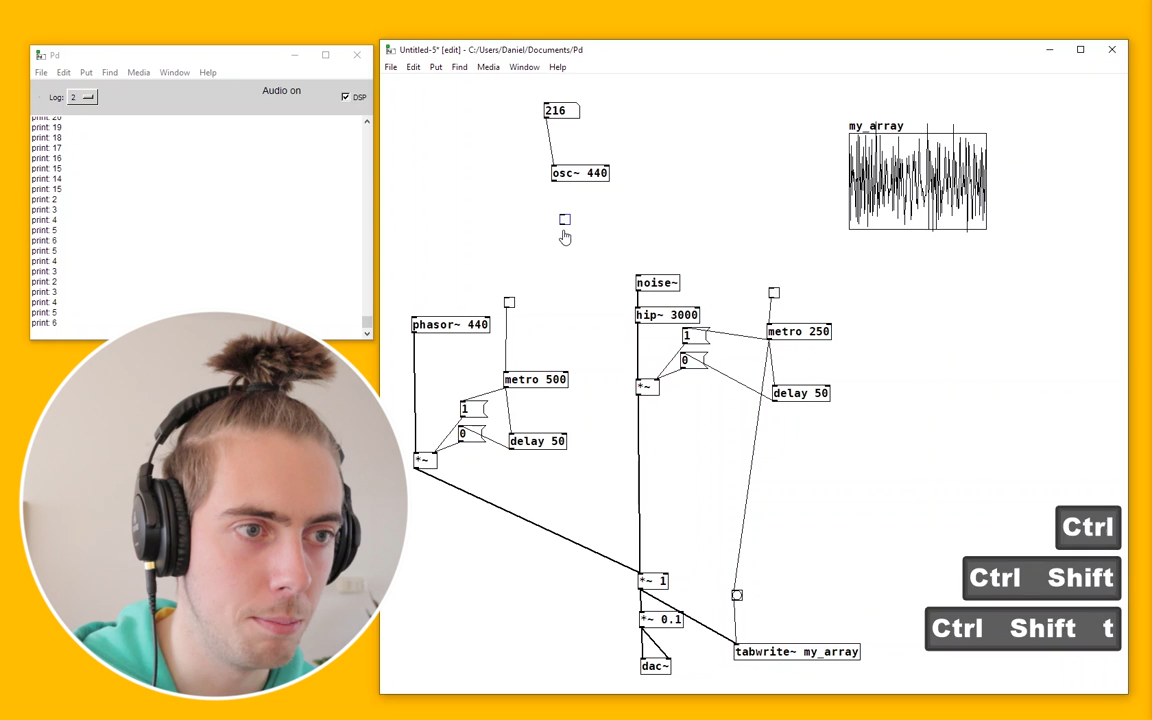 Pd
File Edit Put Find Media Window Help
Log: 2
Audio on
DSP
print: 20
print: 19
print: 18
print: 17
print: 16
print: 15
print: 14
print: 15
print: 2
print: 3
print: 4
print: 5
print: 6
print: 5
print: 4
print: 3
print: 2
print: 3
print: 4
print: 5
print: 6
Untitled-5* [edit] - C:/Users/Daniel/Documents/Pd
File Edit Put Find Media Window Help
216
osc~ 440
my_array
noise~
hip~ 3000
1
0
*~
metro 250
delay 50
phasor~ 440
metro 500
1
0
delay 50
*~
*~ 1
*~ 0.1
dac~
tabwrite~ my_array
Ctrl
Ctrl Shift
Ctrl Shift t